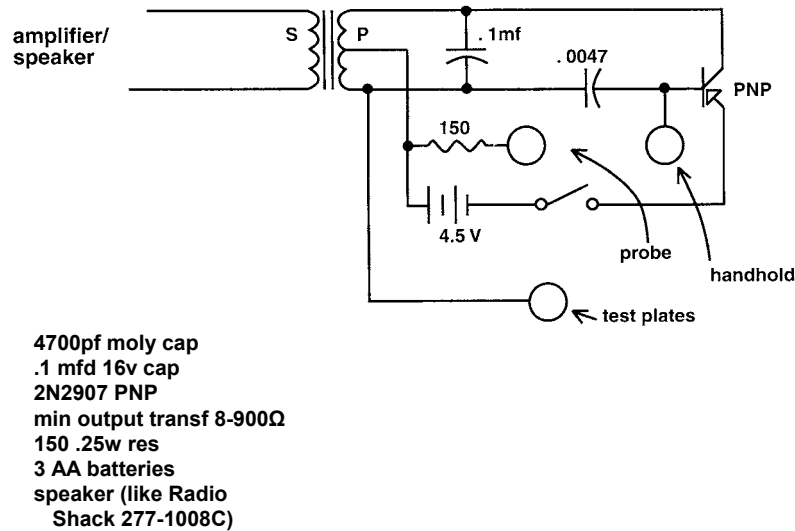 amplifier/
speaker
S P
. 1mf
. 0047
PNP
150
4.5 V
probe
handhold
test plates
4700pf moly cap
.1 mfd 16v cap
2N2907 PNP
min output transf 8-900Ω
150 .25w res
3 AA batteries
speaker (like Radio
Shack 277-1008C)